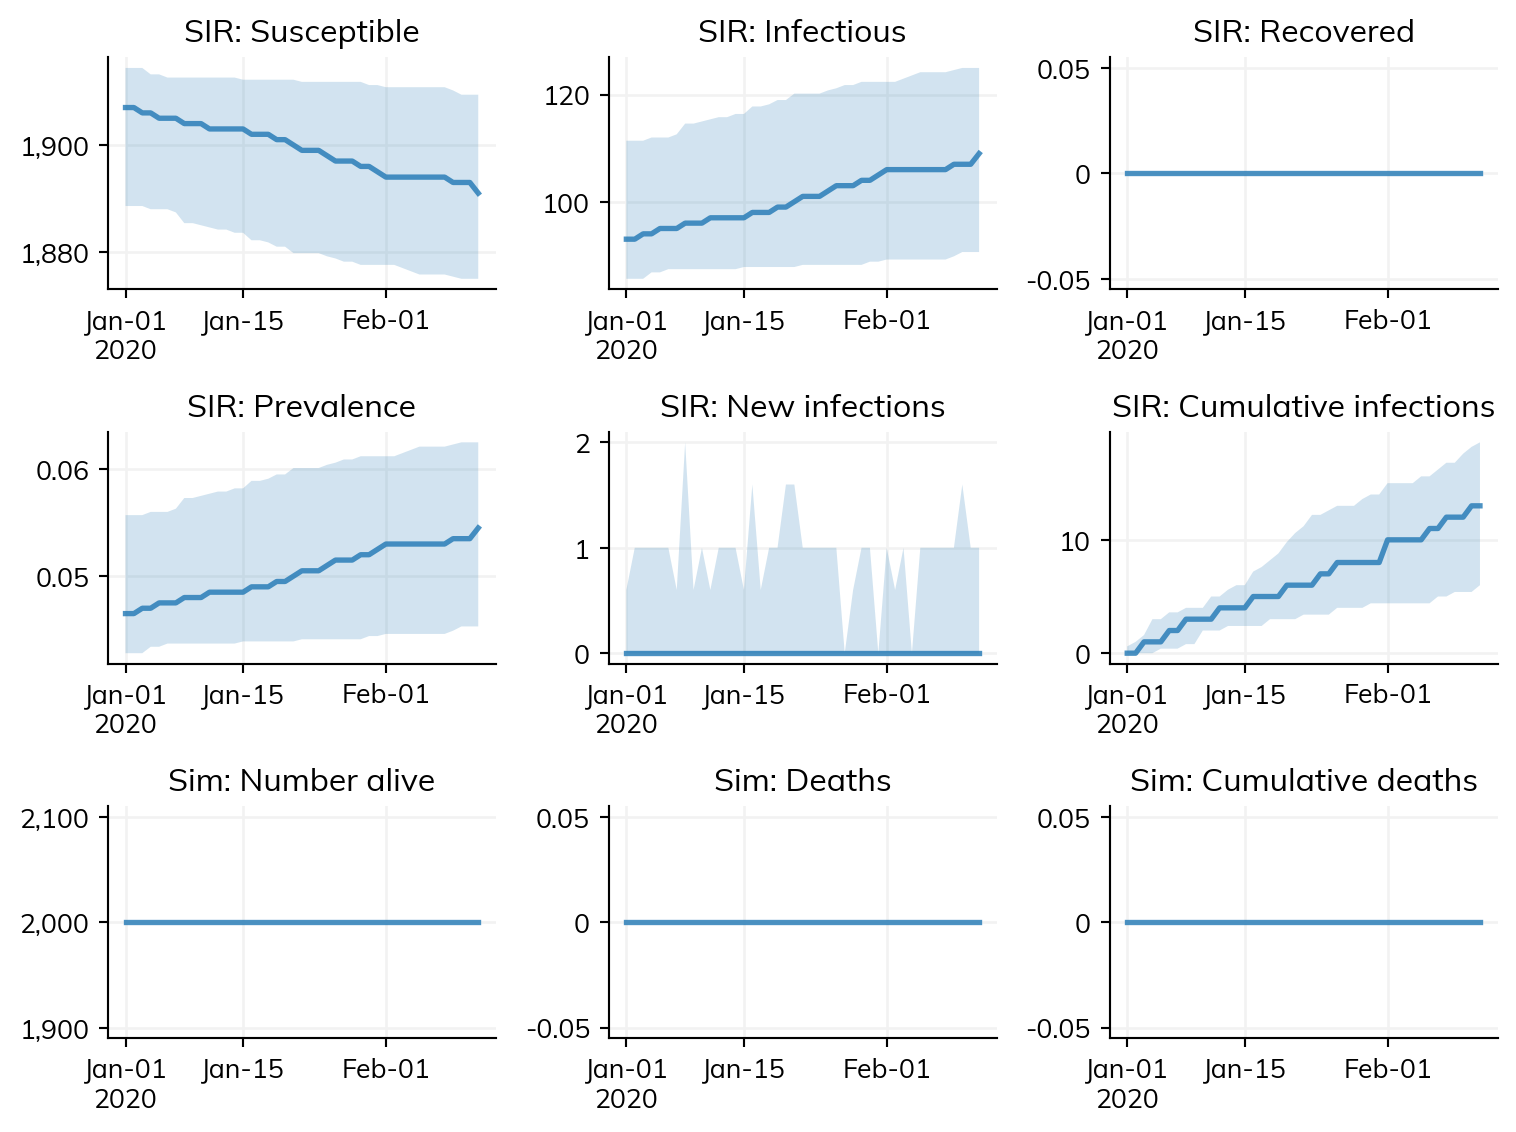 SIR: Susceptible
SIR: Infectious
SIR: Recovered
1,900
1,880
Jan-01
2020
Jan-15
Feb-01
120
100
Jan-01
2020
Jan-15
Feb-01
0.05
0
-0.05
Jan-01
2020
Jan-15
Feb-01
SIR: Prevalence
SIR: New infections
SIR: Cumulative infections
0.06
0.05
Jan-01
2020
Jan-15
Feb-01
2
1
0
Jan-01
2020
Jan-15
Feb-01
10
0
Jan-01
2020
Jan-15
Feb-01
Sim: Number alive
Sim: Deaths
Sim: Cumulative deaths
2,100
2,000
1,900
Jan-01
2020
Jan-15
Feb-01
0.05
0
-0.05
Jan-01
2020
Jan-15
Feb-01
0.05
0
-0.05
Jan-01
2020
Jan-15
Feb-01